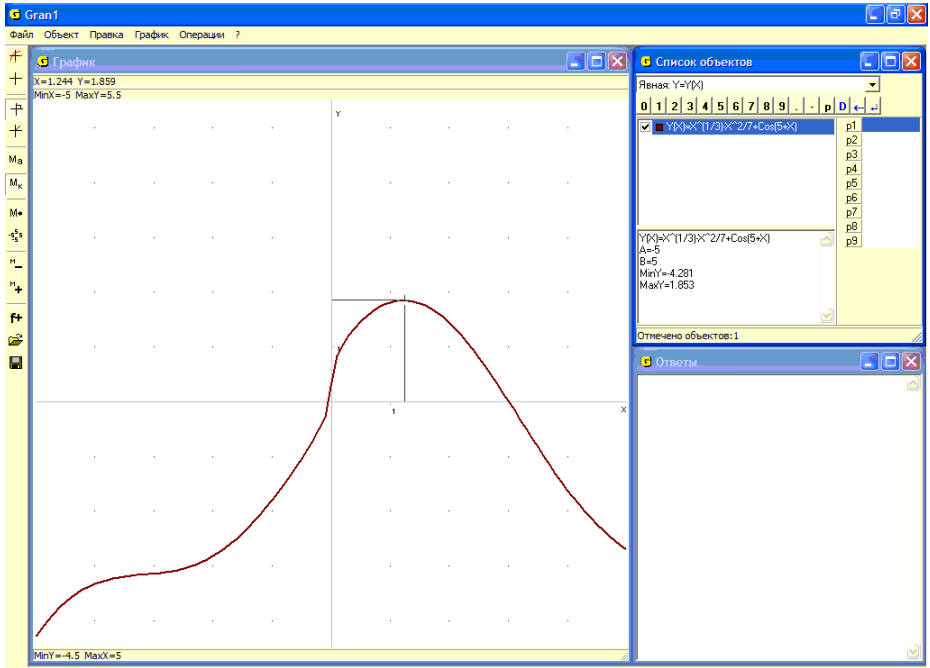 Gran1
Файл Объект Правка График Операции ?
График
X=1.244 Y=1.859
MinX=-5 MaxY=5.5
Y
1
1
X
MinY=-4.5 MaxX=5
Ma
Мк
M
s s s s
M
M
f+
Список объектов
Явная: Y=Y(X)
0 1 2 3 4 5 6 7 8 9 . - p D
Y(X)=X^(1/3)-X^2/7+Cos(5+X)
p1
p2
p3
p4
p5
p6
p7
p8
p9
Y(X)=X^(1/3)-X^2/7+Cos(5+X)
A=-5
B=5
MinY=-4.281
MaxY=1.853
Отмечено объектов:1
Ответы